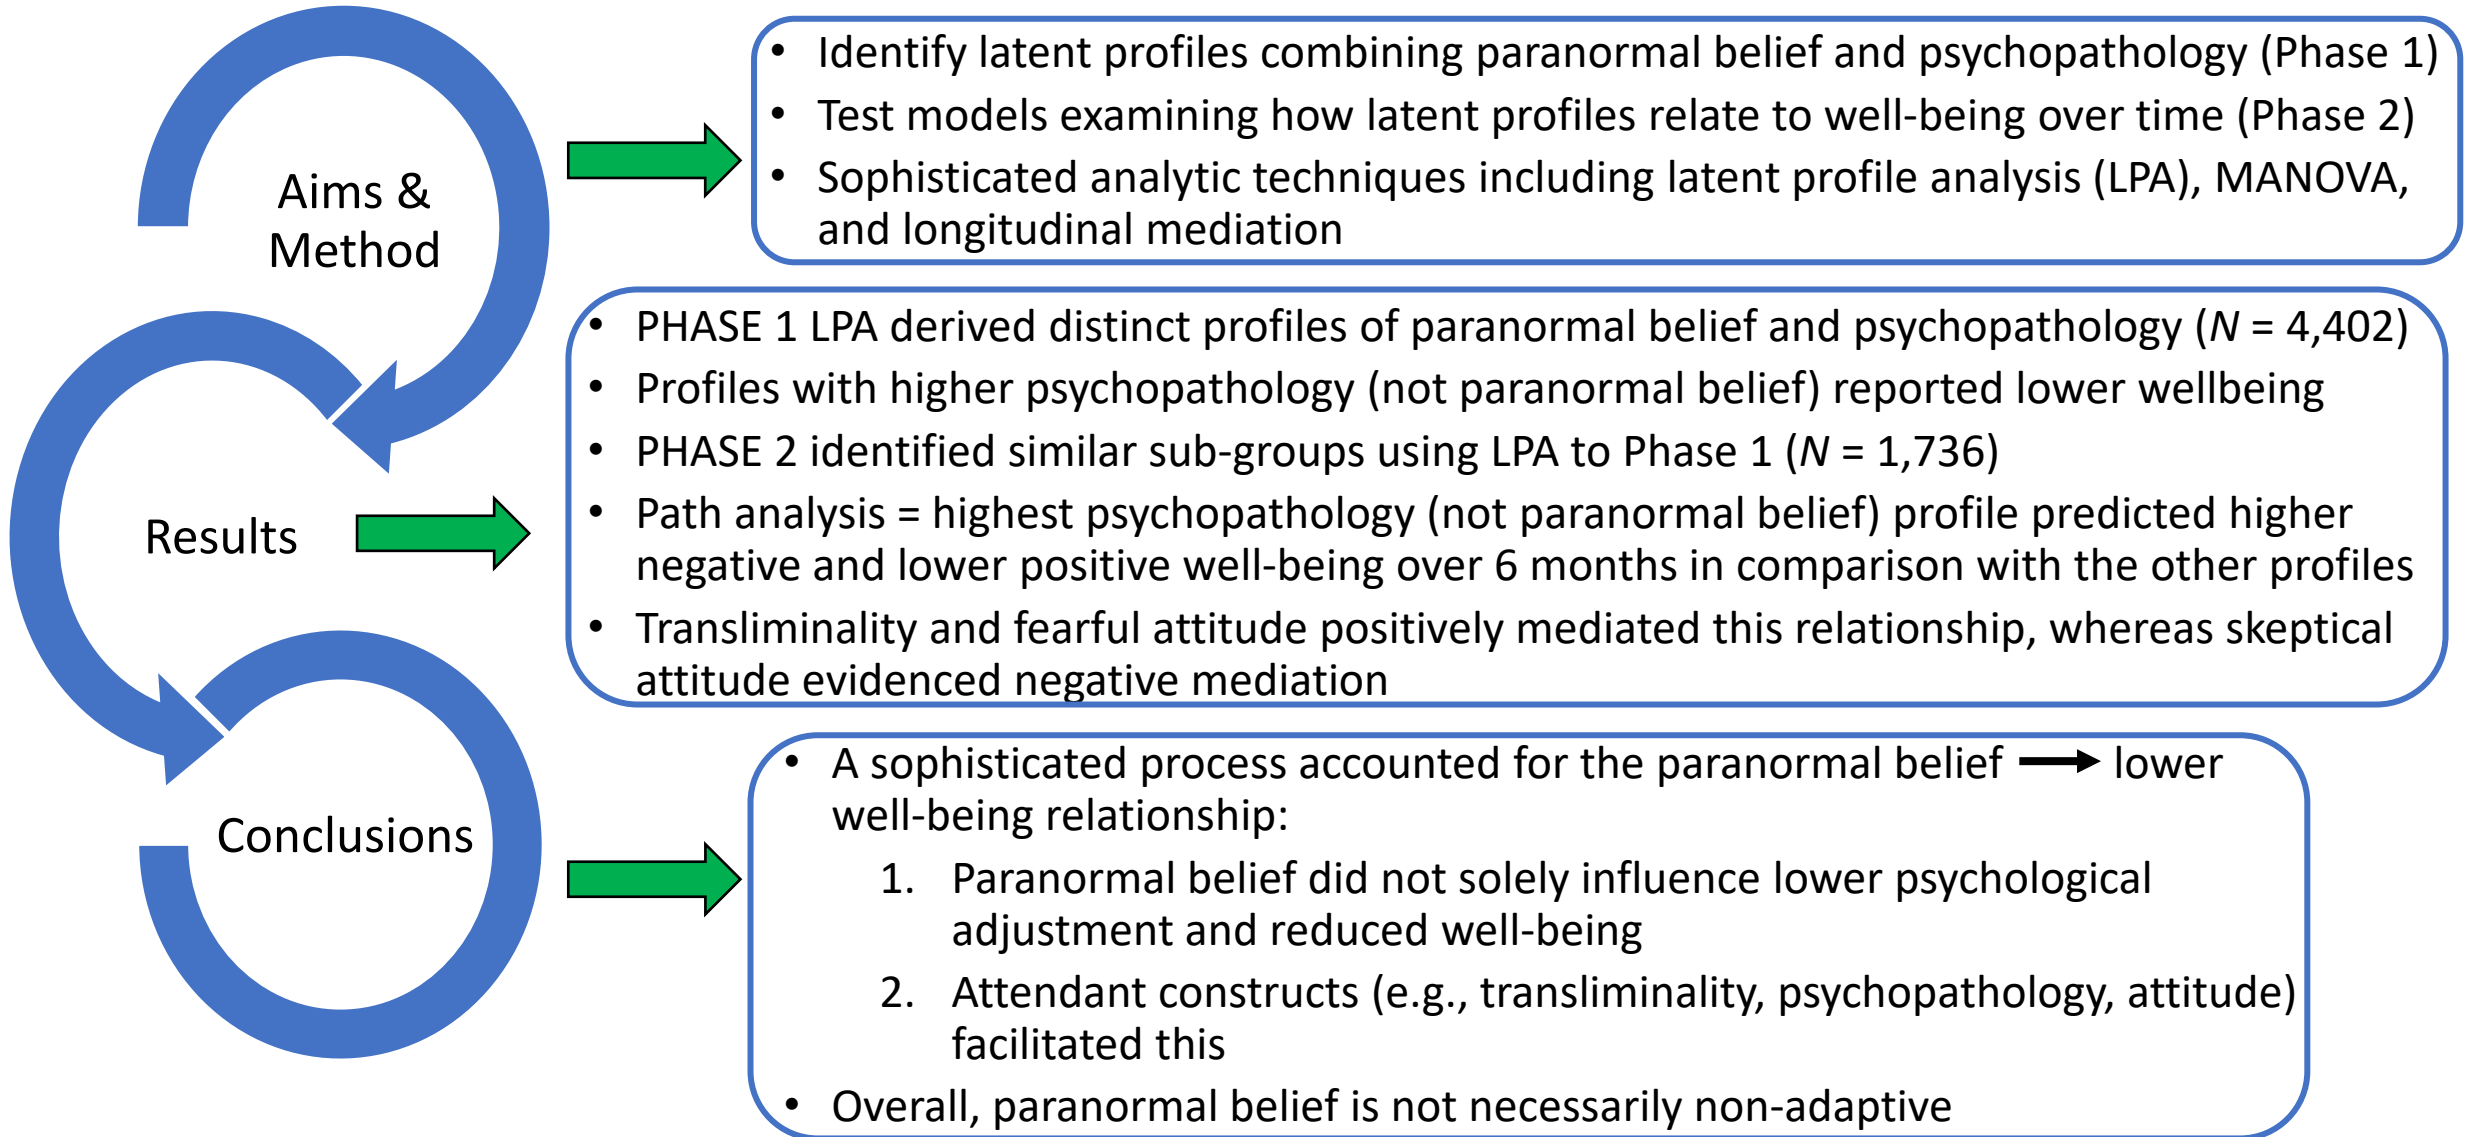 Aims &
Method
• Identify latent profiles combining paranormal belief and psychopathology (Phase 1)
• Test models examining how latent profiles relate to well-being over time (Phase 2)
• Sophisticated analytic techniques including latent profile analysis (LPA), MANOVA,
and longitudinal mediation
Results
• PHASE 1 LPA derived distinct profiles of paranormal belief and psychopathology (N = 4,402)
• Profiles with higher psychopathology (not paranormal belief) reported lower wellbeing
• PHASE 2 identified similar sub-groups using LPA to Phase 1 (N = 1,736)
• Path analysis = highest psychopathology (not paranormal belief) profile predicted higher
negative and lower positive well-being over 6 months in comparison with the other profiles
• Transliminality and fearful attitude positively mediated this relationship, whereas skeptical
attitude evidenced negative mediation
Conclusions
• A sophisticated process accounted for the paranormal belief → lower
well-being relationship:
1. Paranormal belief did not solely influence lower psychological
adjustment and reduced well-being
2. Attendant constructs (e.g., transliminality, psychopathology, attitude)
facilitated this
• Overall, paranormal belief is not necessarily non-adaptive